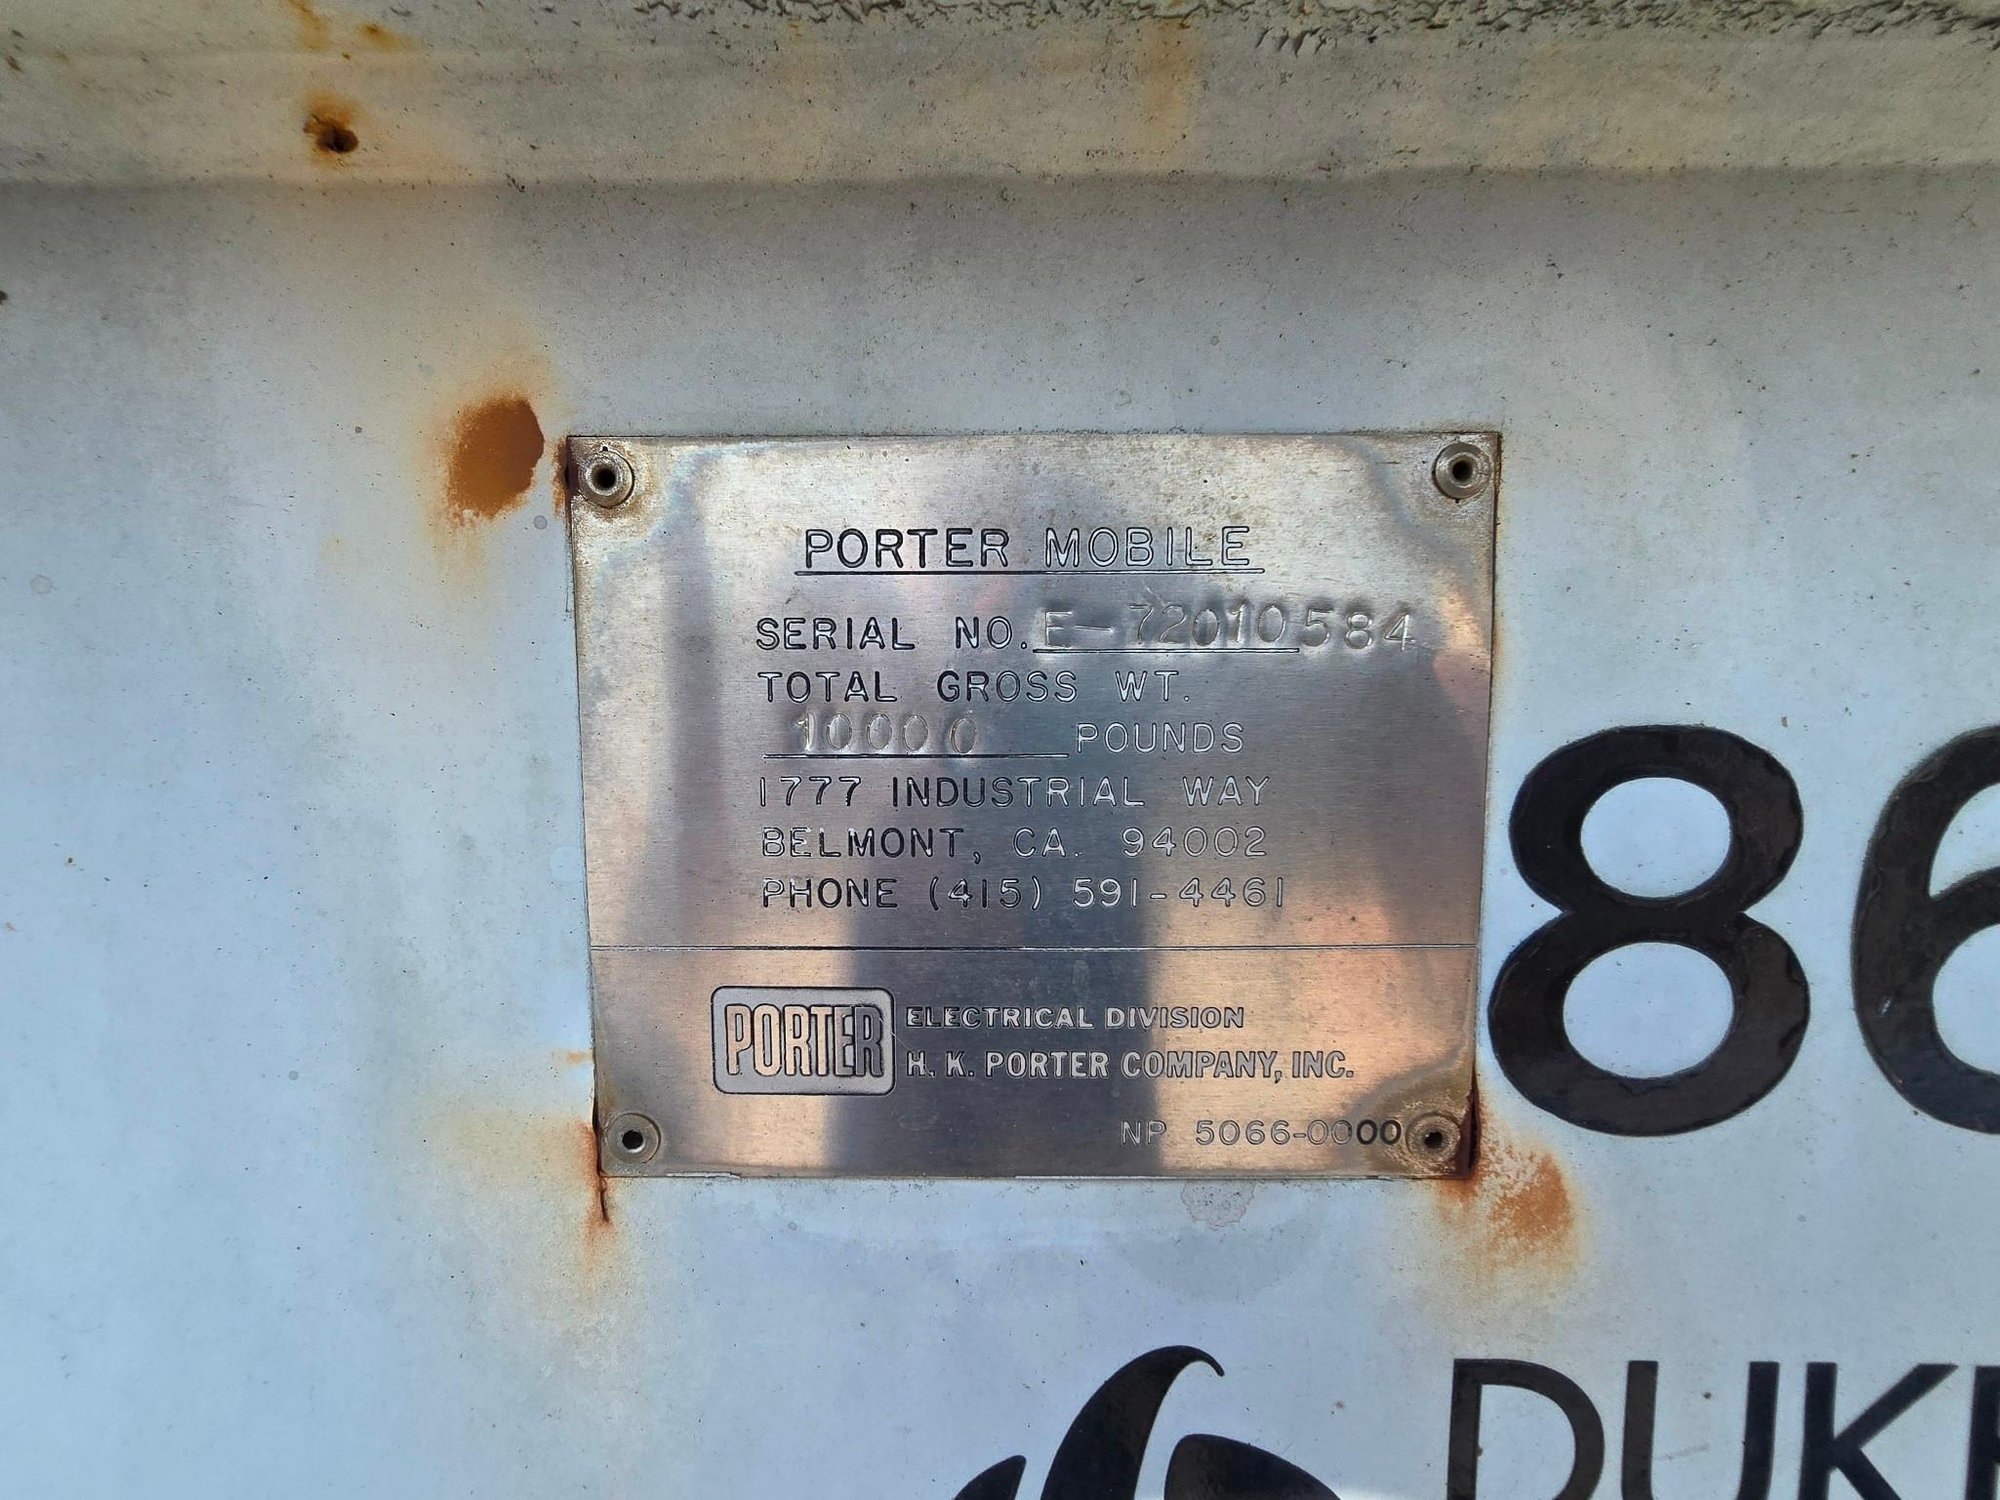 PORTER MOBILE
SERIAL NO. E-72010584
TOTAL GROSS WT.
10000 POUNDS
1777 INDUSTRIAL WAY
BELMONT, CA. 94002
PHONE (415) 591-4461
PORTER
ELECTRICAL DIVISION
H. K. PORTER COMPANY, INC.
NP 5066-0000
86
DUK